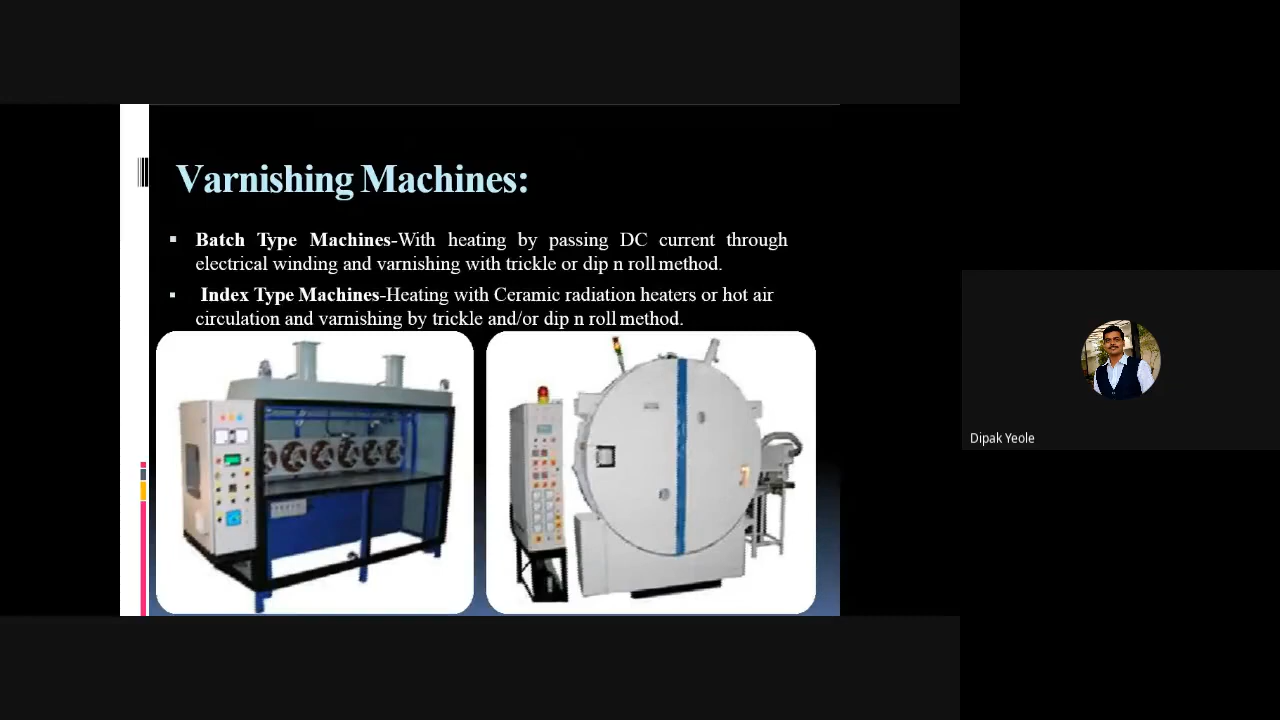 Varnishing Machines:
▪ Batch Type Machines-With heating by passing DC current through
electrical winding and varnishing with trickle or dip n roll method.
▪ Index Type Machines-Heating with Ceramic radiation heaters or hot air
circulation and varnishing by trickle and/or dip n roll method.
Dipak Yeole